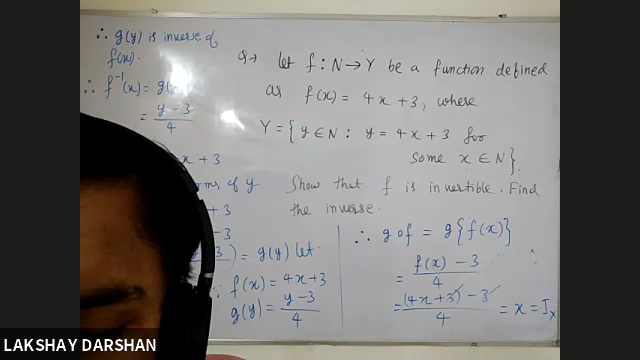 ∴ g(y) is inverse of
f(x).
∴ f⁻¹(x) = g(
= y - 3 / 4
x + 3
of y
+ 3
- 3
) = g(y) let
f(x) = 4x + 3
g(y) = y - 3 / 4
Q→ let f : N → Y be a function defined
as f(x) = 4x + 3, where
Y = { y ∈ N : y = 4x + 3 for
some x ∈ N }.
Show that f is invertible. Find
the inverse.
∴ g o f = g{f(x)}
= f(x) - 3 / 4
= (4x + 3) - 3 / 4 = x = Iₓ
LAKSHAY DARSHAN